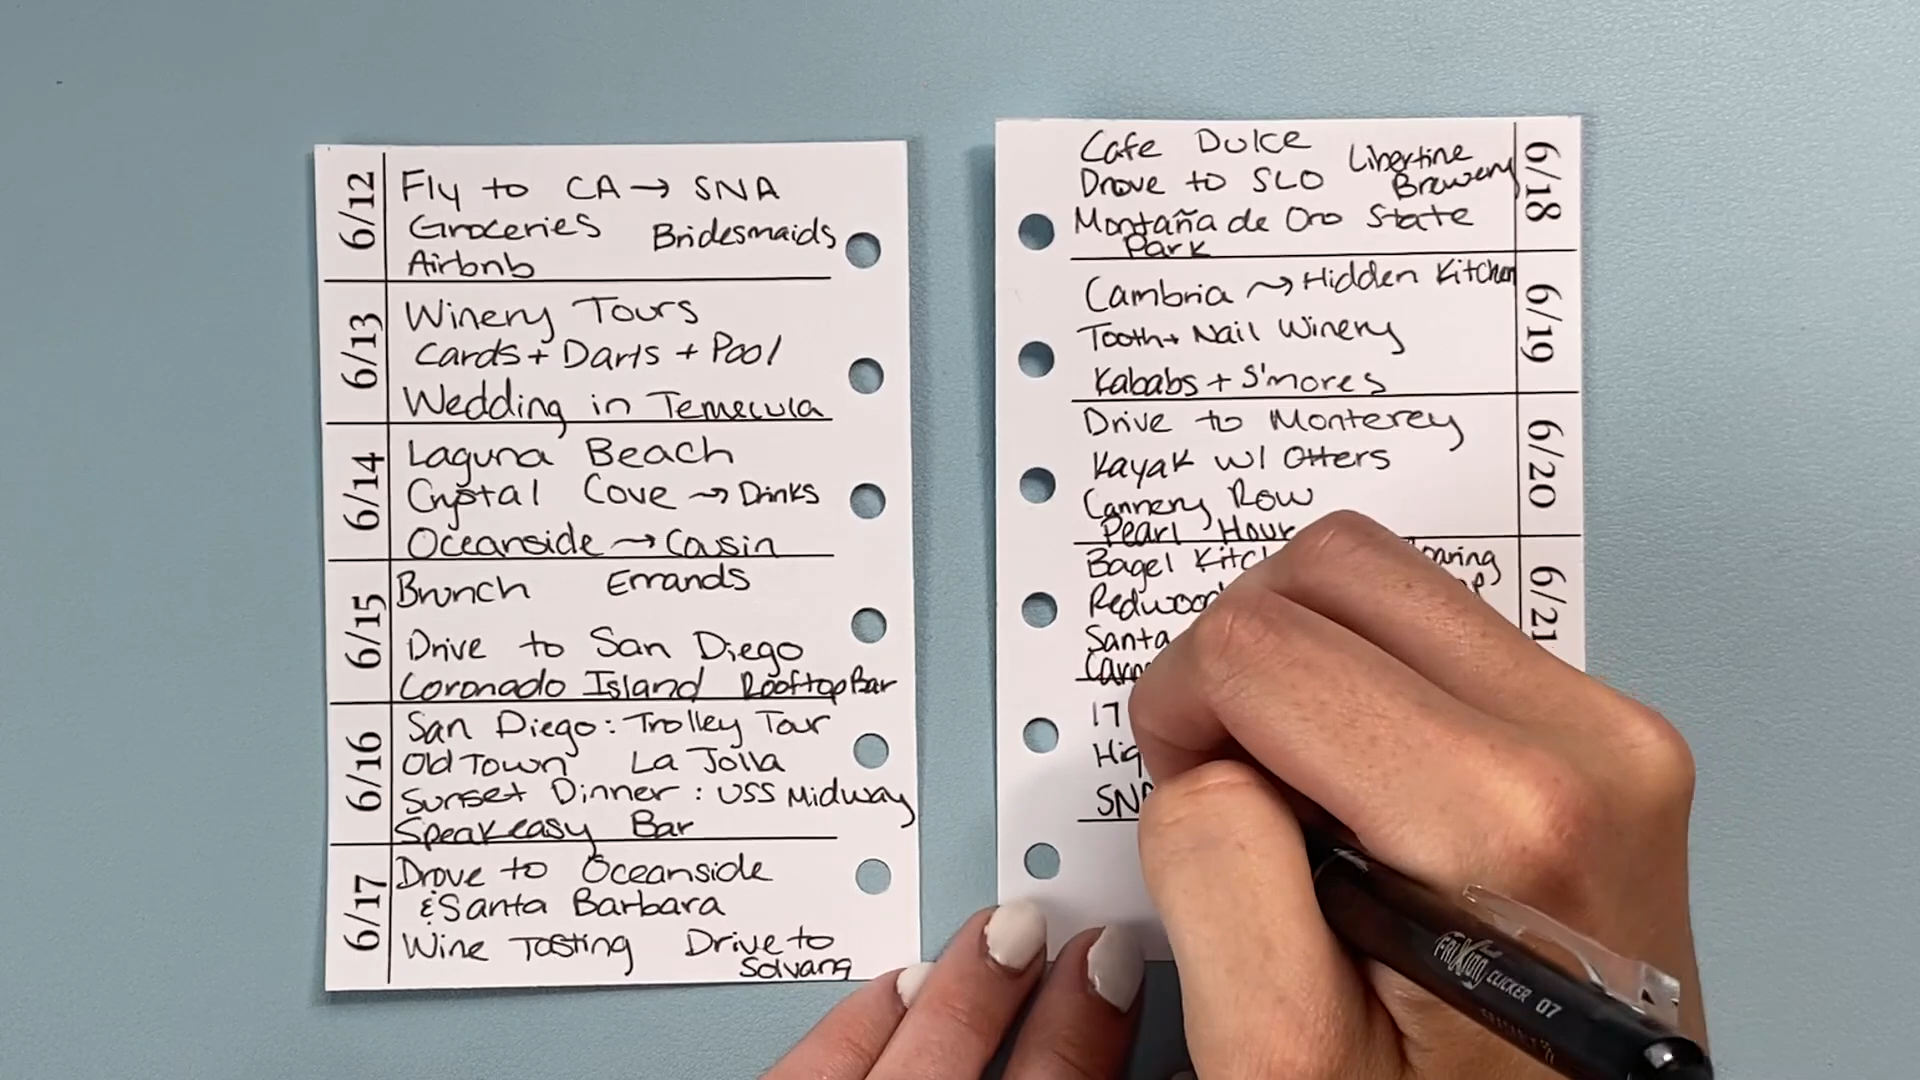 6/12
Fly to CA → SNA
Groceries Bridesmaids
Airbnb
6/13
Winery Tours
Cards + Darts + Pool
Wedding in Temecula
6/14
Laguna Beach
Crystal Cove → Drinks
Oceanside → Cousin
6/15
Brunch Errands
Drive to San Diego
Coronado Island Rooftop Bar
6/16
San Diego: Trolley Tour
Old Town La Jolla
Sunset Dinner: USS Midway
Speakeasy Bar
6/17
Drove to Oceanside
& Santa Barbara
Wine Tasting Drive to
Solvang
6/18
Cafe Dulce
Drove to SLO Libertine
Brewery
Montaña de Oro State
Park
6/19
Cambria → Hidden Kitchen
Tooth + Nail Winery
Kababs + S'mores
6/20
Drive to Monterey
Kayak w/ Otters
Cannery Row
Pearl Hour
6/21
Bagel
Santa
17
FRIXION CLICKER 07